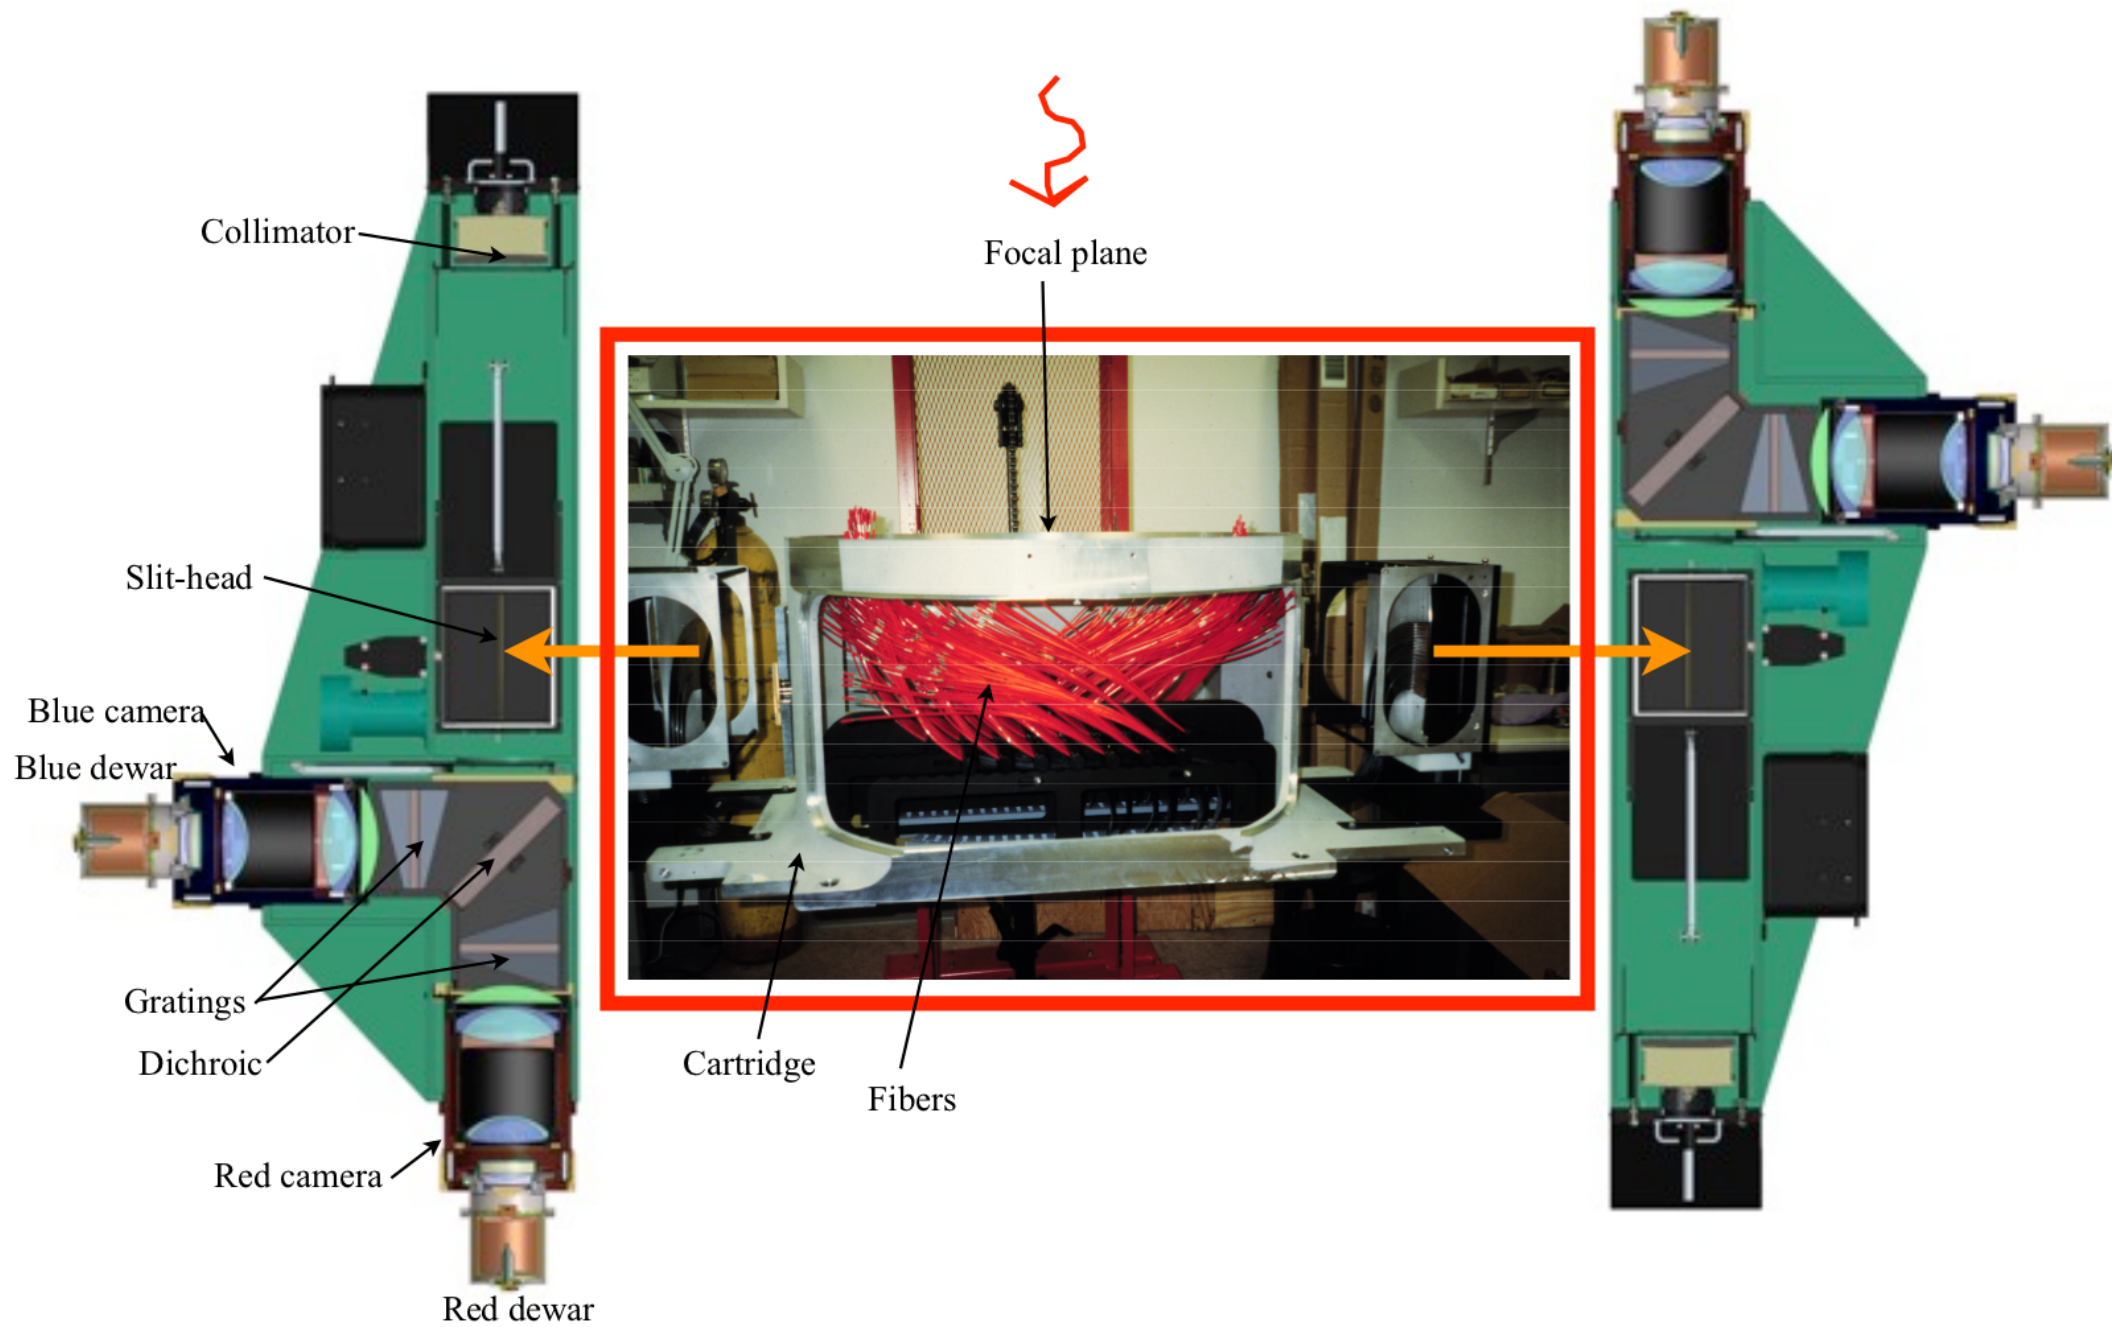 Collimator
Focal plane
Slit-head
Blue camera
Blue dewar
Gratings
Dichroic
Cartridge
Fibers
Red camera
Red dewar